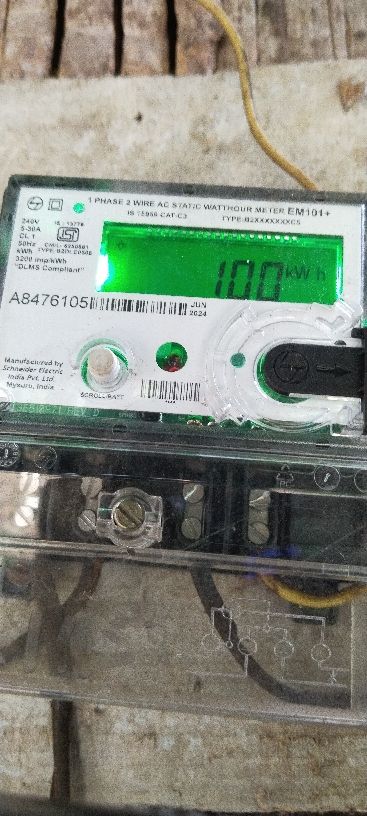 1 PHASE 2 WIRE AC STATIC WATTHOUR METER EM101+
IS 15959 CAT-C3
240V
5-30A
CL 1
50Hz
kWh
3200 imp/kWh
"DLMS Compliant"
IS : 13779
100 kWh
A8476105
JUN
2024
Manufactured by
Schneider Electric
India Pvt. Ltd.
Mysuru, India
SCROLL/BATT